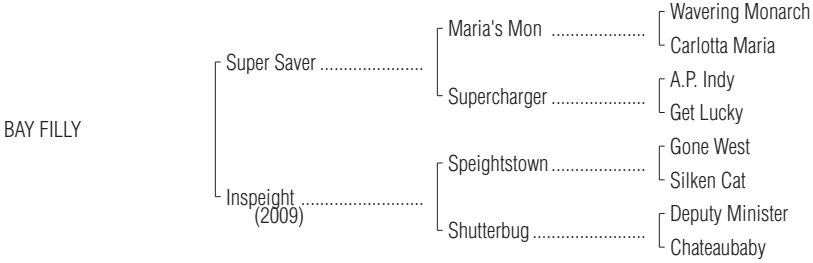 Wavering Monarch
Maria's Mon ....................
Carlotta Maria
Super Saver ......................
A.P. Indy
Supercharger ....................
Get Lucky
BAY FILLY
Gone West
Speightstown ....................
Silken Cat
Inspeight ..........................
(2009)
Deputy Minister
Shutterbug ........................
Chateaubaby